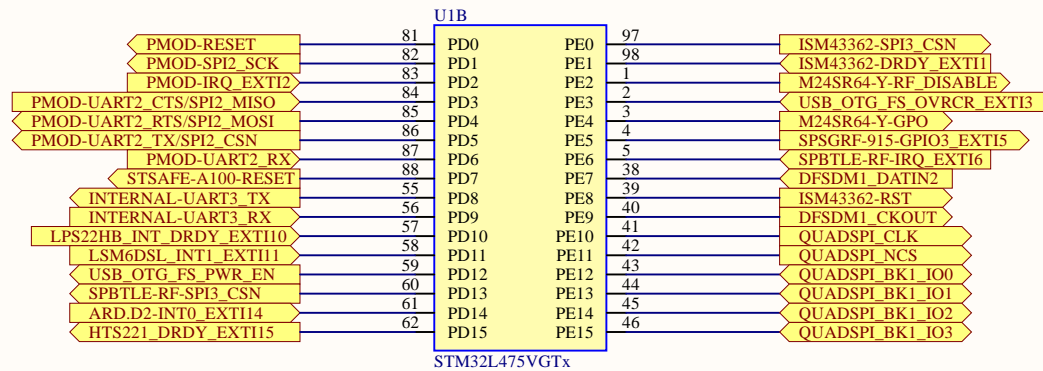 U1B
PMOD-RESET 81 PD0 PE0 97 ISM43362-SPI3_CSN
PMOD-SPI2_SCK 82 PD1 PE1 98 ISM43362-DRDY_EXTI1
PMOD-IRQ_EXTI2 83 PD2 PE2 1 M24SR64-Y-RF_DISABLE
PMOD-UART2_CTS/SPI2_MISO 84 PD3 PE3 2 USB_OTG_FS_OVRCR_EXTI3
PMOD-UART2_RTS/SPI2_MOSI 85 PD4 PE4 3 M24SR64-Y-GPO
PMOD-UART2_TX/SPI2_CSN 86 PD5 PE5 4 SPSGRF-915-GPIO3_EXTI5
PMOD-UART2_RX 87 PD6 PE6 5 SPBTLE-RF-IRQ_EXTI6
STSAFE-A100-RESET 88 PD7 PE7 38 DFSDM1_DATIN2
INTERNAL-UART3_TX 55 PD8 PE8 39 ISM43362-RST
INTERNAL-UART3_RX 56 PD9 PE9 40 DFSDM1_CKOUT
LPS22HB_INT_DRDY_EXTI10 57 PD10 PE10 41 QUADSPI_CLK
LSM6DSL_INT1_EXTI11 58 PD11 PE11 42 QUADSPI_NCS
USB_OTG_FS_PWR_EN 59 PD12 PE12 43 QUADSPI_BK1_IO0
SPBTLE-RF-SPI3_CSN 60 PD13 PE13 44 QUADSPI_BK1_IO1
ARD.D2-INT0_EXTI14 61 PD14 PE14 45 QUADSPI_BK1_IO2
HTS221_DRDY_EXTI15 62 PD15 PE15 46 QUADSPI_BK1_IO3
STM32L475VGTx